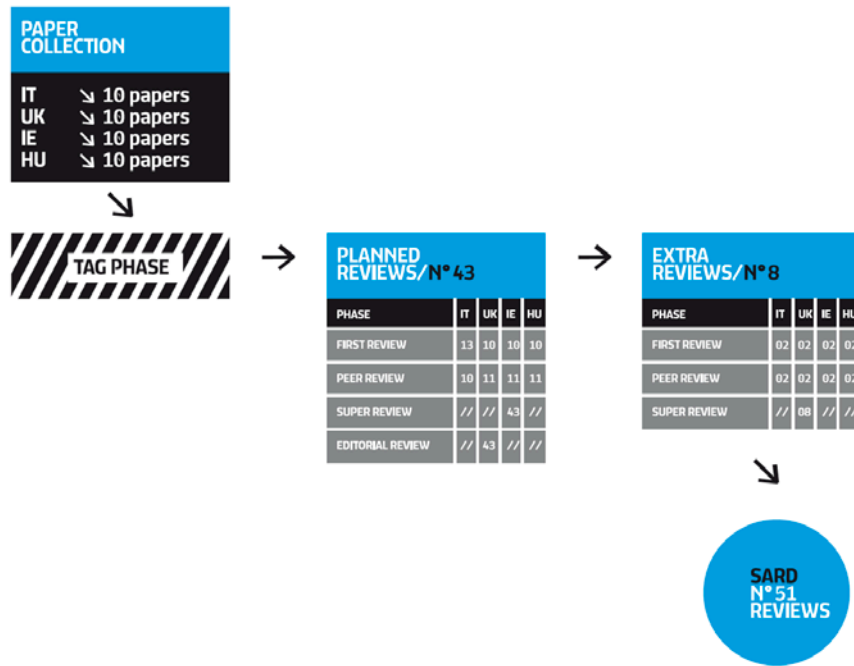 PAPER
COLLECTION
IT ↘ 10 papers
UK ↘ 10 papers
IE ↘ 10 papers
HU ↘ 10 papers
TAG PHASE
PLANNED
REVIEWS/N° 43
PHASE IT UK IE HU
FIRST REVIEW 13 10 10 10
PEER REVIEW 10 11 11 11
SUPER REVIEW // // 43 //
EDITORIAL REVIEW // 43 // //
EXTRA
REVIEWS/N° 8
PHASE IT UK IE HU
FIRST REVIEW 02 02 02 02
PEER REVIEW 02 02 02 02
SUPER REVIEW // 08 // //
SARD
N° 51
REVIEWS